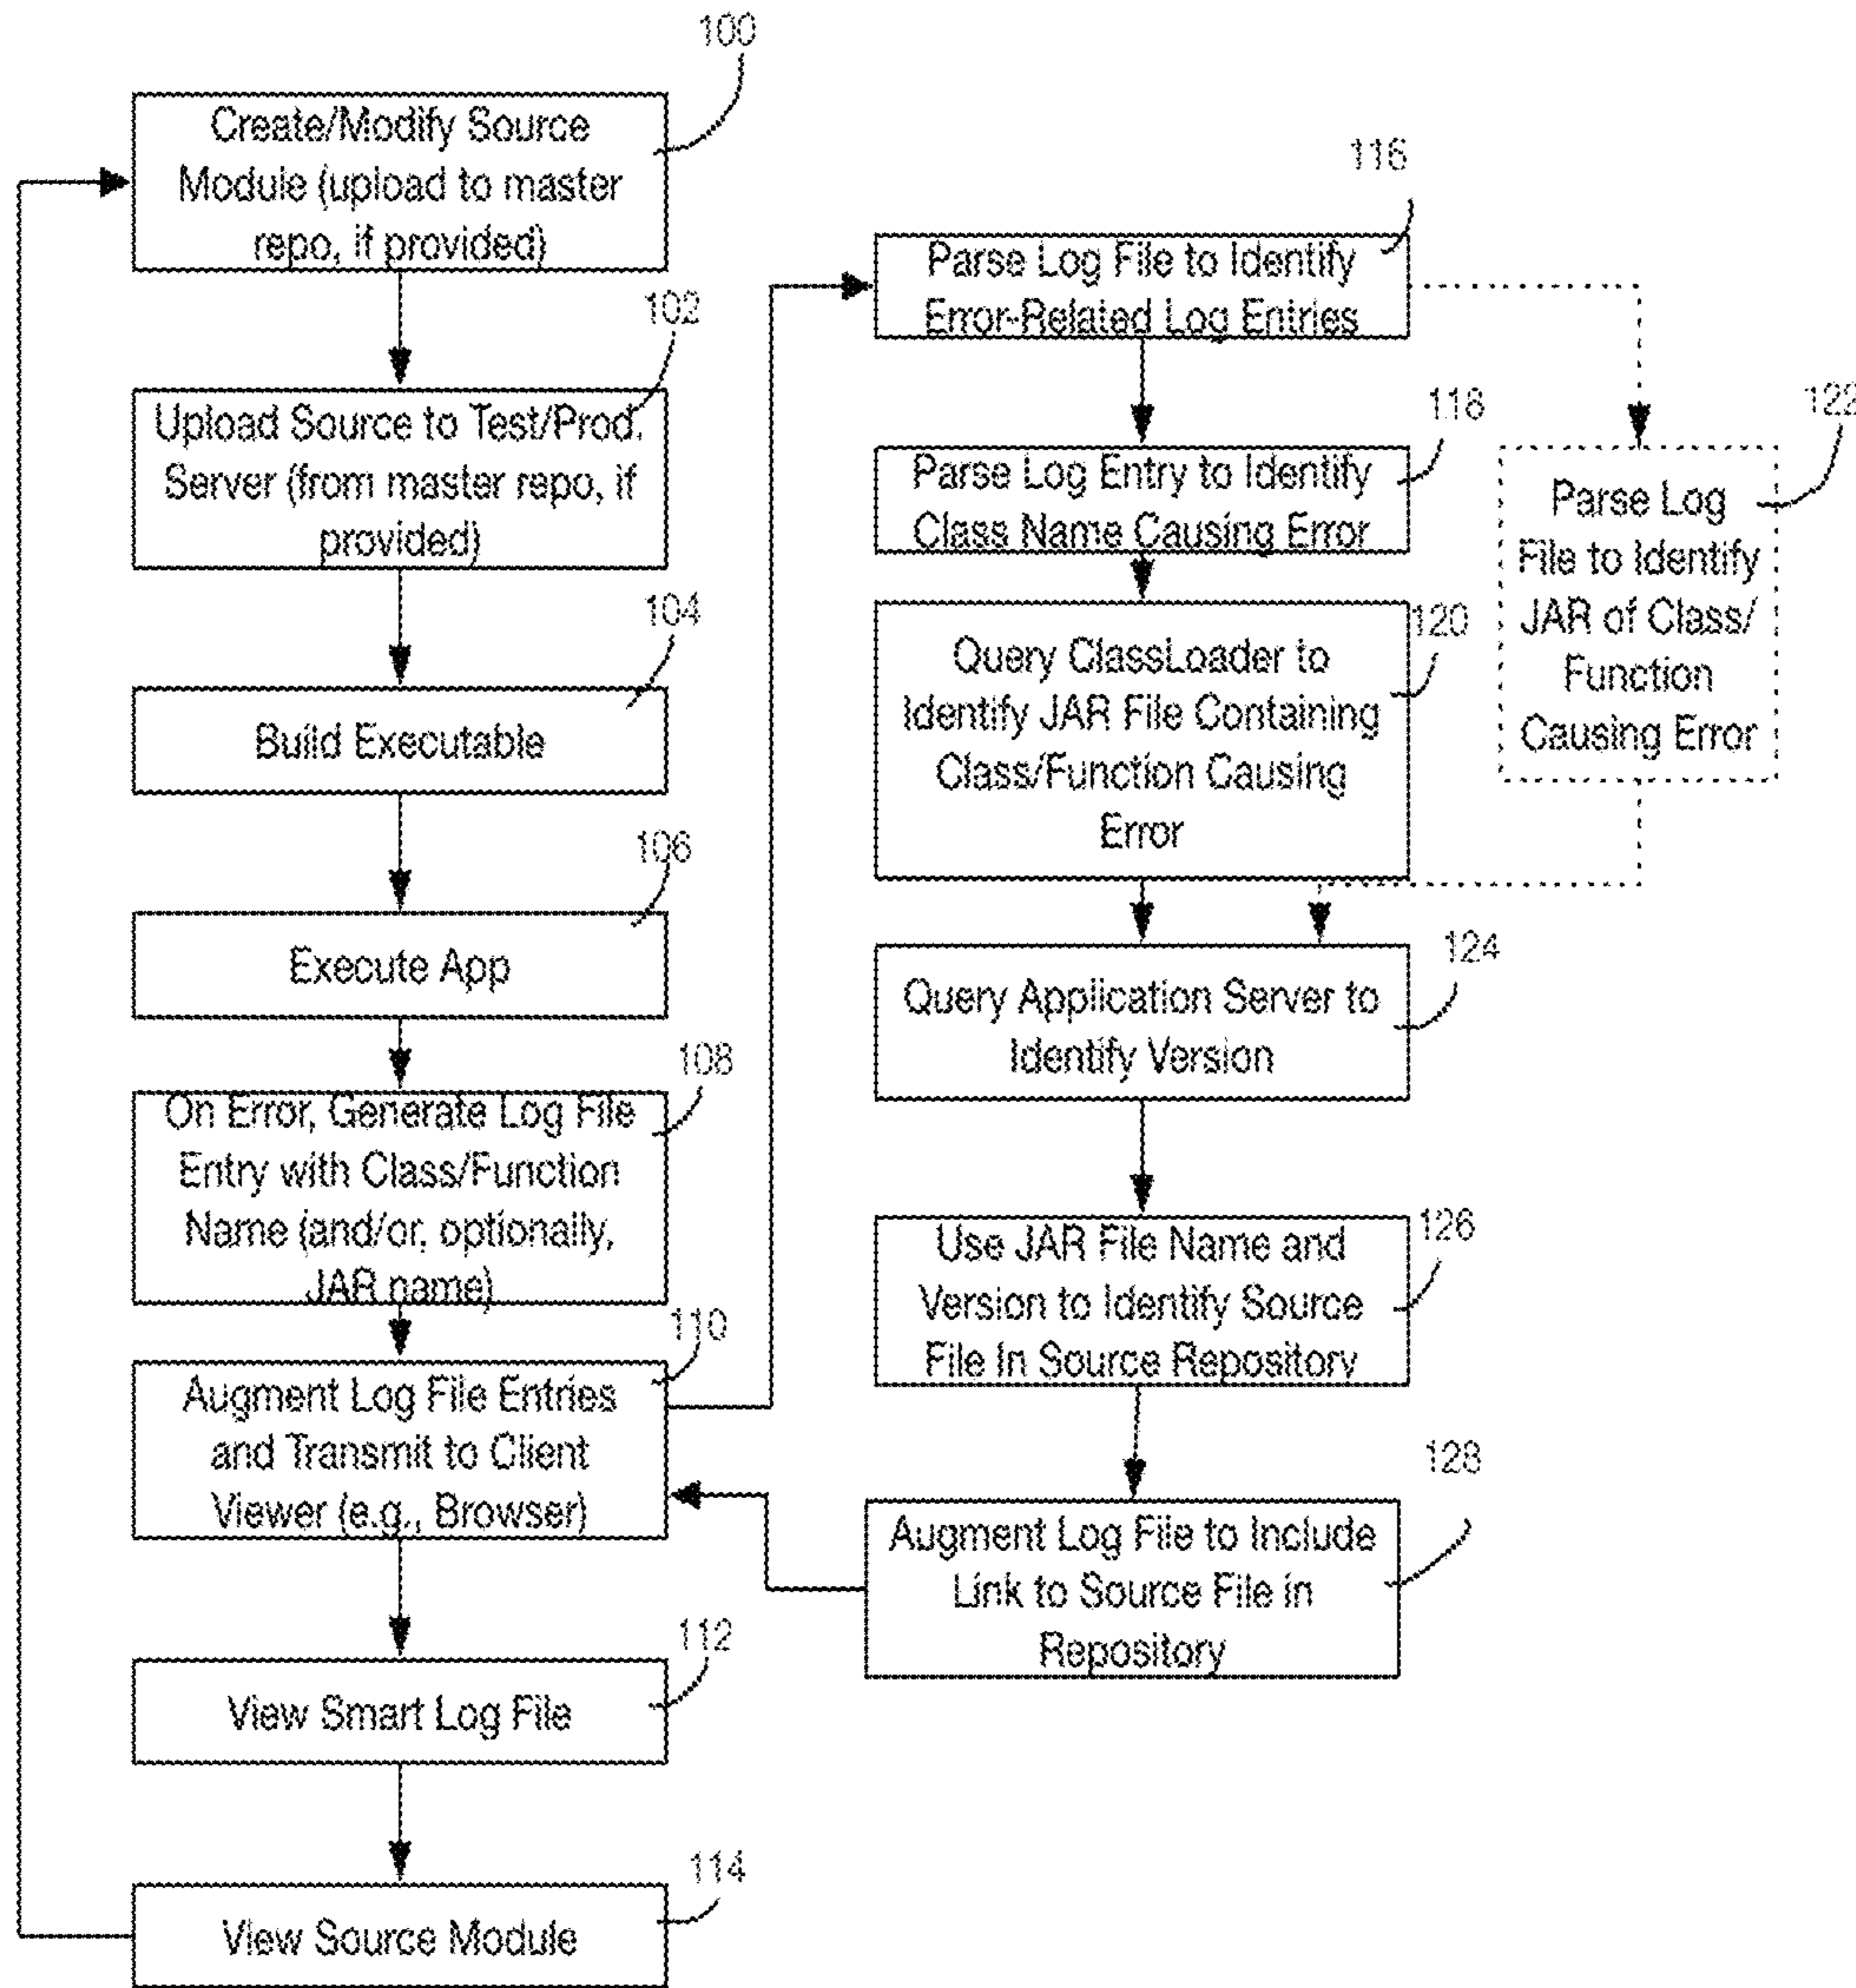 100
Create/Modify Source
Module (upload to master
repo, if provided)
102
Upload Source to Test/Prod.
Server (from master repo, if
provided)
104
Build Executable
106
Execute App
108
On Error, Generate Log File
Entry with Class/Function
Name (and/or, optionally,
JAR name)
110
Augment Log File Entries
and Transmit to Client
Viewer (e.g., Browser)
112
View Smart Log File
114
View Source Module
116
Parse Log File to Identify
Error-Related Log Entries
118
Parse Log Entry to Identify
Class Name Causing Error
120
Query ClassLoader to
Identify JAR File Containing
Class/Function Causing
Error
122
Parse Log
File to Identify
JAR of Class/
Function
Causing Error
124
Query Application Server to
Identify Version
126
Use JAR File Name and
Version to Identify Source
File In Source Repository
128
Augment Log File to Include
Link to Source File in
Repository